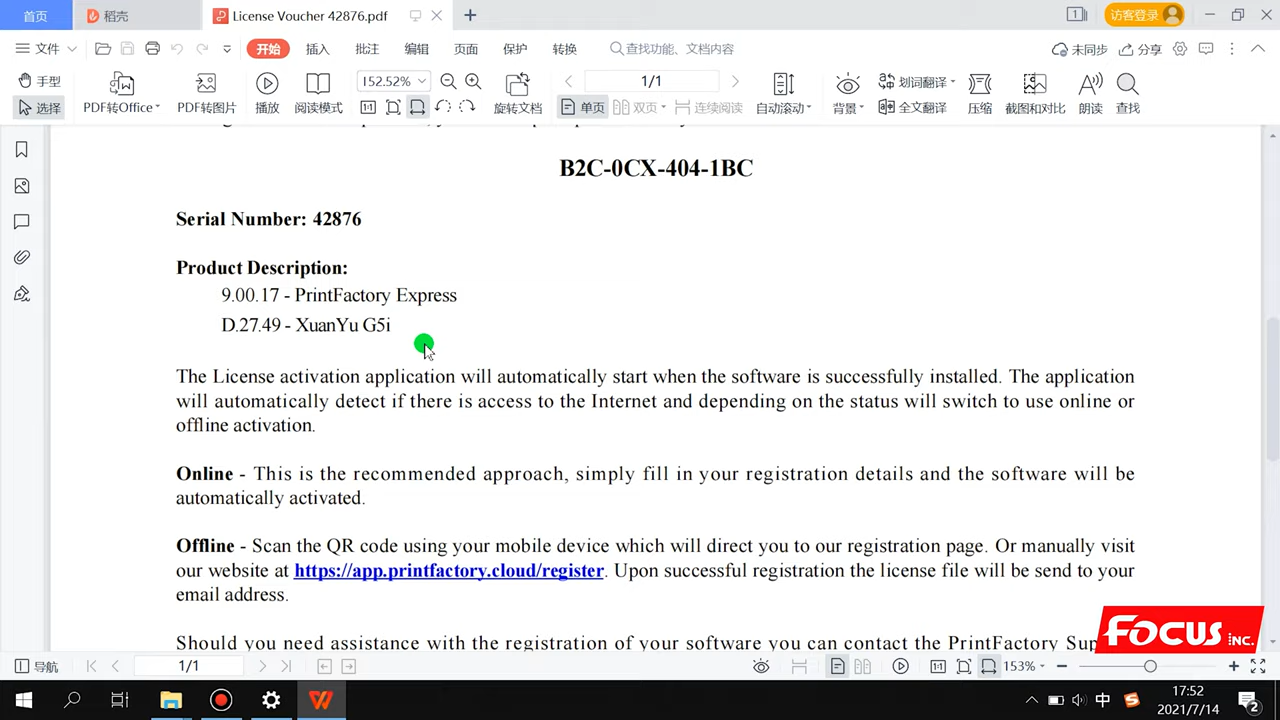 首页
稻壳
License Voucher 42876.pdf
访客登录
文件
开始
插入
批注
编辑
页面
保护
转换
查找功能、文档内容
未同步
分享
手型
选择
PDF转Office
PDF转图片
播放
阅读模式
152.52%
旋转文档
1/1
单页
双页
连续阅读
自动滚动
背景
划词翻译
全文翻译
压缩
截图和对比
朗读
查找
B2C-0CX-404-1BC
Serial Number: 42876
Product Description:
9.00.17 - PrintFactory Express
D.27.49 - XuanYu G5i
The License activation application will automatically start when the software is successfully installed. The application
will automatically detect if there is access to the Internet and depending on the status will switch to use online or
offline activation.
Online - This is the recommended approach, simply fill in your registration details and the software will be
automatically activated.
Offline - Scan the QR code using your mobile device which will direct you to our registration page. Or manually visit
our website at https://app.printfactory.cloud/register. Upon successful registration the license file will be send to your
email address.
Should you need assistance with the registration of your software you can contact the PrintFactory
FOCUS INC.
导航
1/1
153%
中
17:52
2021/7/14
2